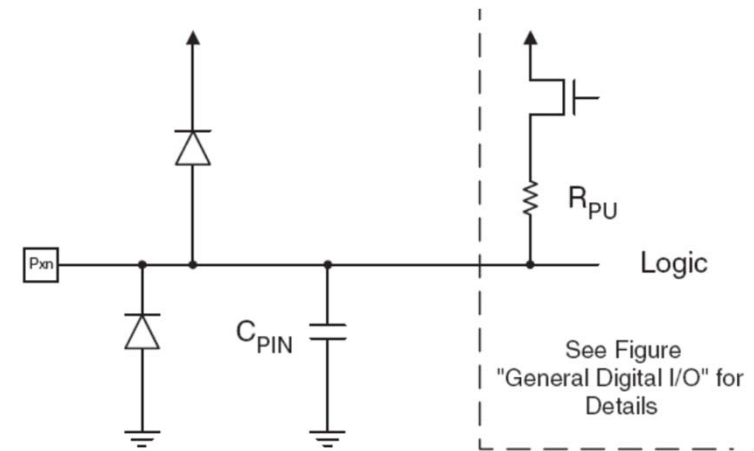 Pxn
C PIN
R PU
Logic
See Figure
"General Digital I/O" for
Details